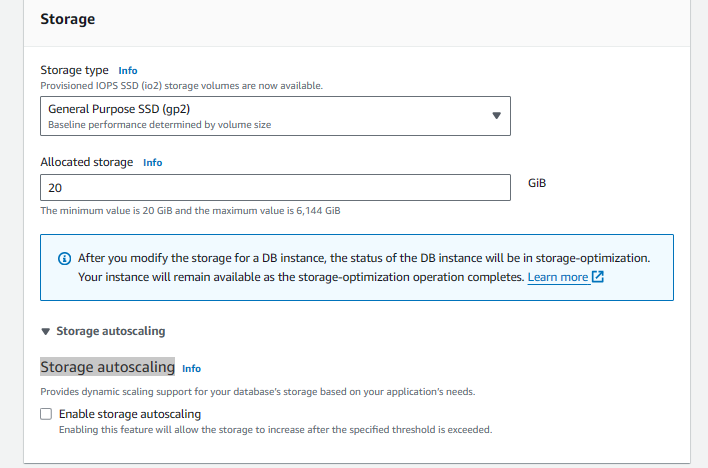 Storage
Storage type Info
Provisioned IOPS SSD (io2) storage volumes are now available.
General Purpose SSD (gp2)
Baseline performance determined by volume size
Allocated storage Info
20 GiB
The minimum value is 20 GiB and the maximum value is 6,144 GiB
After you modify the storage for a DB instance, the status of the DB instance will be in storage-optimization.
Your instance will remain available as the storage-optimization operation completes. Learn more
Storage autoscaling
Storage autoscaling Info
Provides dynamic scaling support for your database's storage based on your application's needs.
Enable storage autoscaling
Enabling this feature will allow the storage to increase after the specified threshold is exceeded.